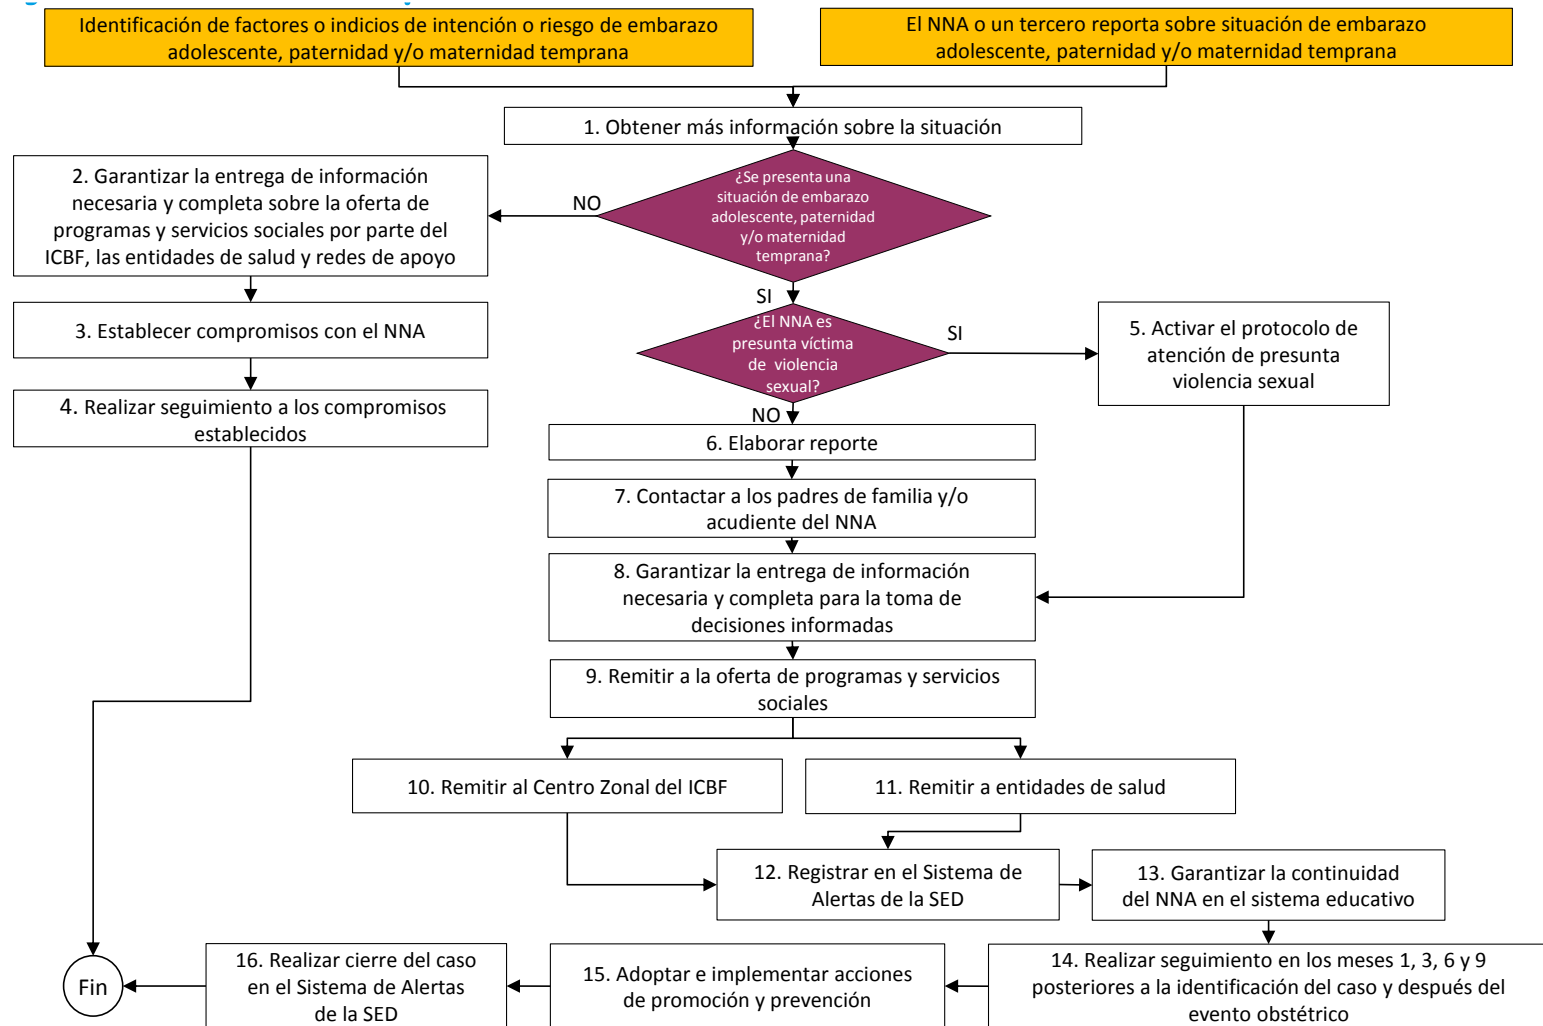 Identificación de factores o indicios de intención o riesgo de embarazo
adolescente, paternidad y/o maternidad temprana
El NNA o un tercero reporta sobre situación de embarazo
adolescente, paternidad y/o maternidad temprana
1. Obtener más información sobre la situación
¿Se presenta una
situación de embarazo
adolescente, paternidad
y/o maternidad
temprana?
NO
2. Garantizar la entrega de información
necesaria y completa sobre la oferta de
programas y servicios sociales por parte del
ICBF, las entidades de salud y redes de apoyo
3. Establecer compromisos con el NNA
4. Realizar seguimiento a los compromisos
establecidos
SI
¿El NNA es
presunta víctima
de violencia
sexual?
SI
5. Activar el protocolo de
atención de presunta
violencia sexual
NO
6. Elaborar reporte
7. Contactar a los padres de familia y/o
acudiente del NNA
8. Garantizar la entrega de información
necesaria y completa para la toma de
decisiones informadas
9. Remitir a la oferta de programas y servicios
sociales
10. Remitir al Centro Zonal del ICBF
11. Remitir a entidades de salud
12. Registrar en el Sistema de
Alertas de la SED
13. Garantizar la continuidad
del NNA en el sistema educativo
14. Realizar seguimiento en los meses 1, 3, 6 y 9
posteriores a la identificación del caso y después del
evento obstétrico
15. Adoptar e implementar acciones
de promoción y prevención
16. Realizar cierre del caso
en el Sistema de Alertas
de la SED
Fin